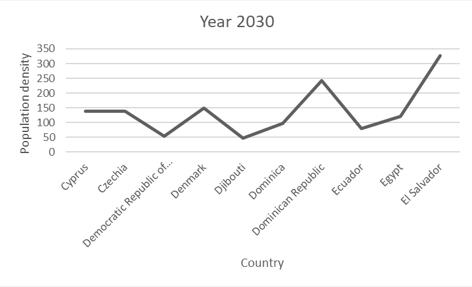 Year 2030
Population density
350
300
250
200
150
100
50
0
Cyprus
Czechia
Democratic Republic of...
Denmark
Djibouti
Dominica
Dominican Republic
Ecuador
Egypt
El Salvador
Country